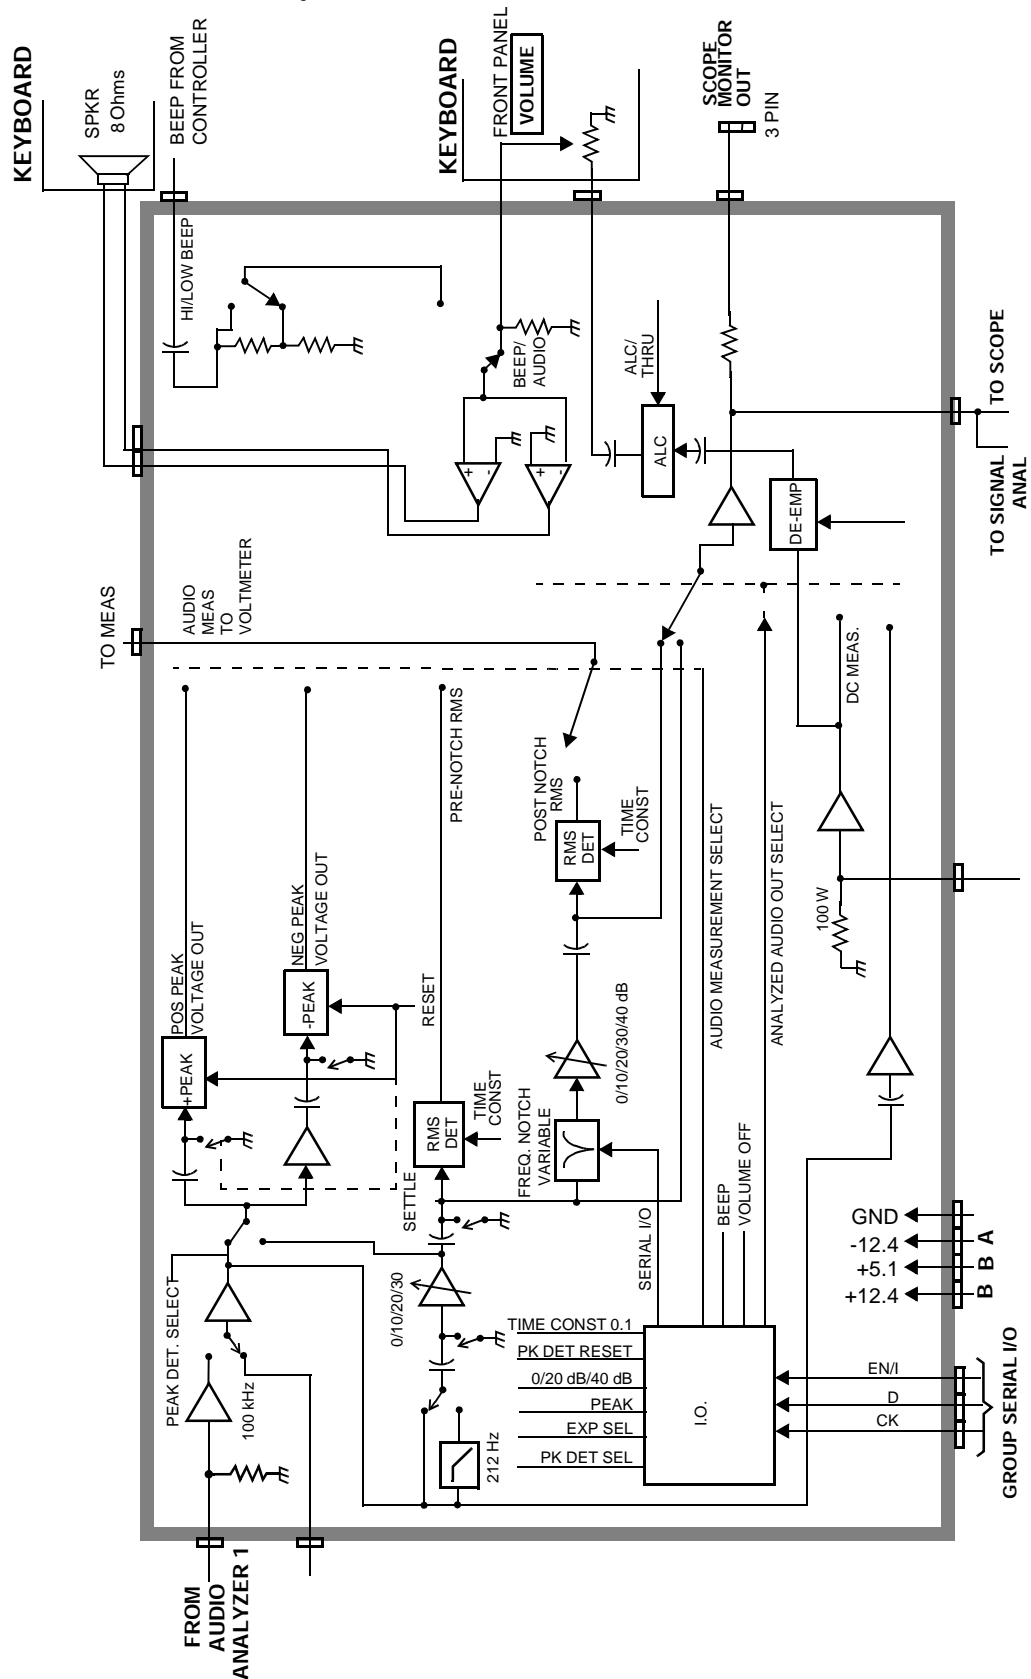 KEYBOARD
SPKR
8 Ohms
BEEP FROM
CONTROLLER
HI/LOW BEEP
KEYBOARD
FRONT PANEL
VOLUME
SCOPE
MONITOR
OUT
3 PIN
BEEP/
AUDIO
ALC/
THRU
ALC
+
-
+
-
DE-EMP
TO SCOPE
TO SIGNAL
ANAL
TO MEAS
AUDIO
MEAS
TO
VOLTMETER
DC MEAS.
PRE-NOTCH RMS
POST NOTCH
RMS
RMS
DET
TIME
CONST
POS PEAK
VOLTAGE OUT
NEG PEAK
VOLTAGE OUT
+PEAK
-PEAK
RESET
AUDIO MEASUREMENT SELECT
ANALYZED AUDIO OUT SELECT
100 W
0/10/20/30/40 dB
RMS
DET
TIME
CONST
FREQ. NOTCH
VARIABLE
SETTLE
SERIAL I/O
BEEP
VOLUME OFF
PEAK DET. SELECT
100 kHz
0/10/20/30
212 Hz
TIME CONST 0.1
PK DET RESET
0/20 dB/40 dB
PEAK
EXP SEL
PK DET SEL
I.O.
GND
-12.4
+5.1
+12.4
A
B
B
EN/I
D
CK
GROUP SERIAL I/O
FROM
AUDIO
ANALYZER 1